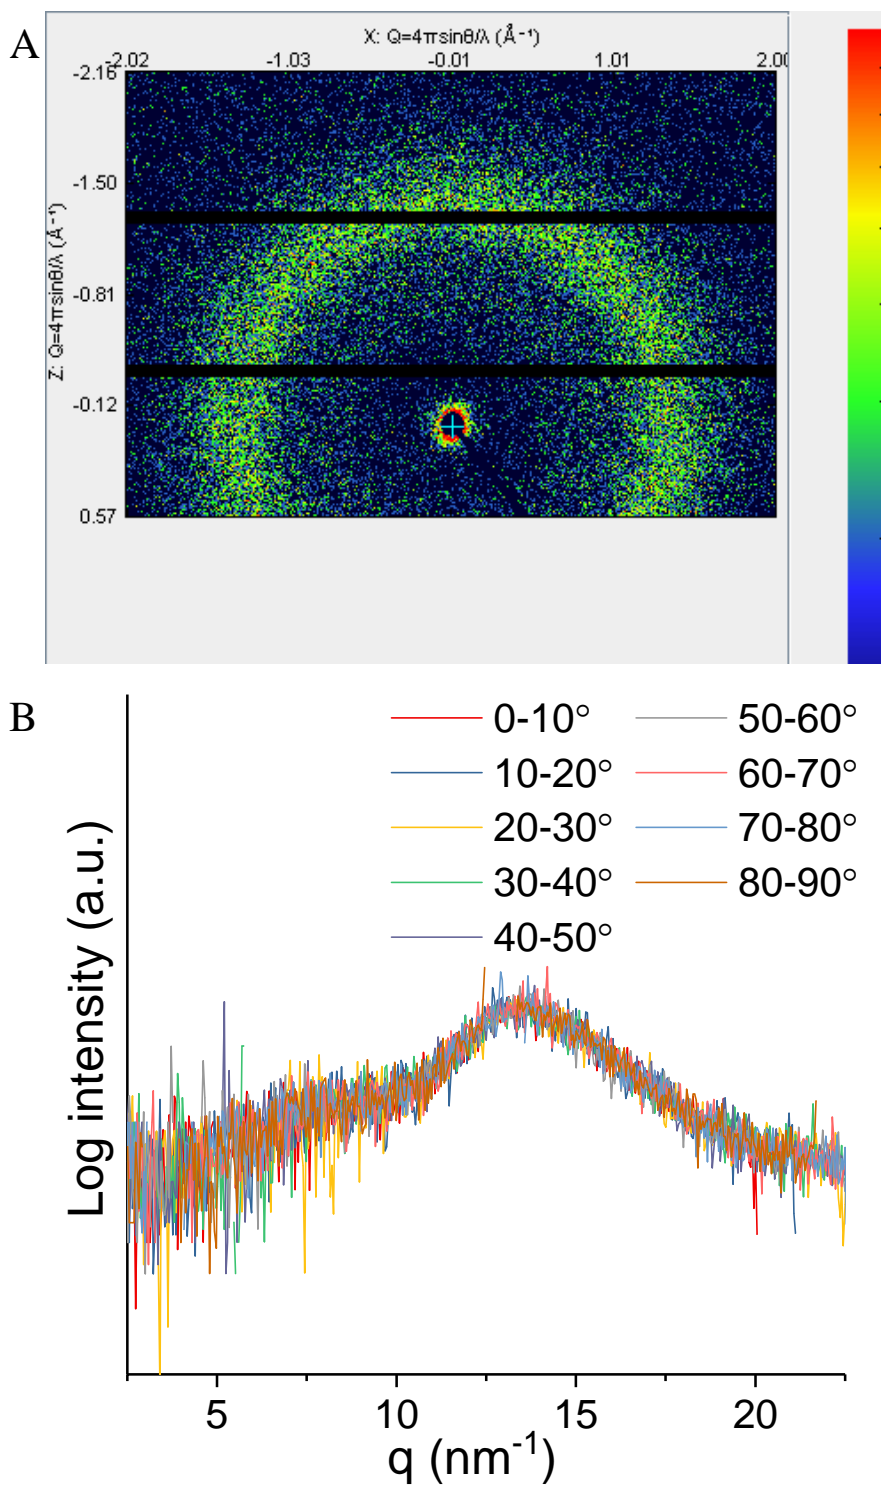 A
X: Q=4πsinθ/λ (Å⁻¹)
-2.02 -1.03 -0.01 1.01 2.00
-2.16
-1.50
-0.81
-0.12
0.57
Z: Q=4πsinθ/λ (Å⁻¹)
B
0-10° 50-60°
10-20° 60-70°
20-30° 70-80°
30-40° 80-90°
40-50°
Log intensity (a.u.)
5 10 15 20
q (nm⁻¹)